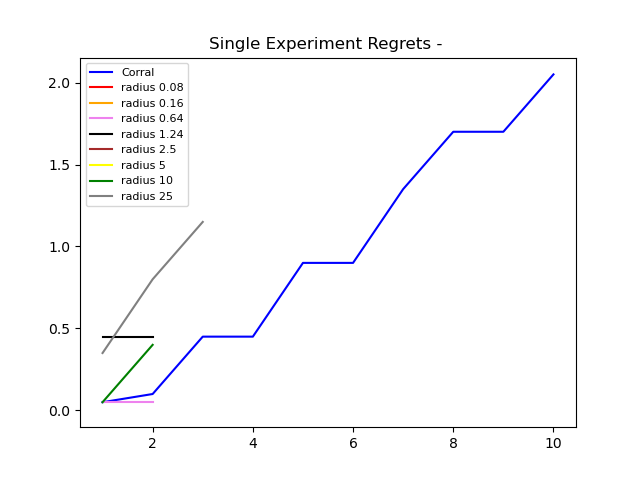 Single Experiment Regrets -
Corral
radius 0.08
radius 0.16
radius 0.64
radius 1.24
radius 2.5
radius 5
radius 10
radius 25
2.0
1.5
1.0
0.5
0.0
2 4 6 8 10